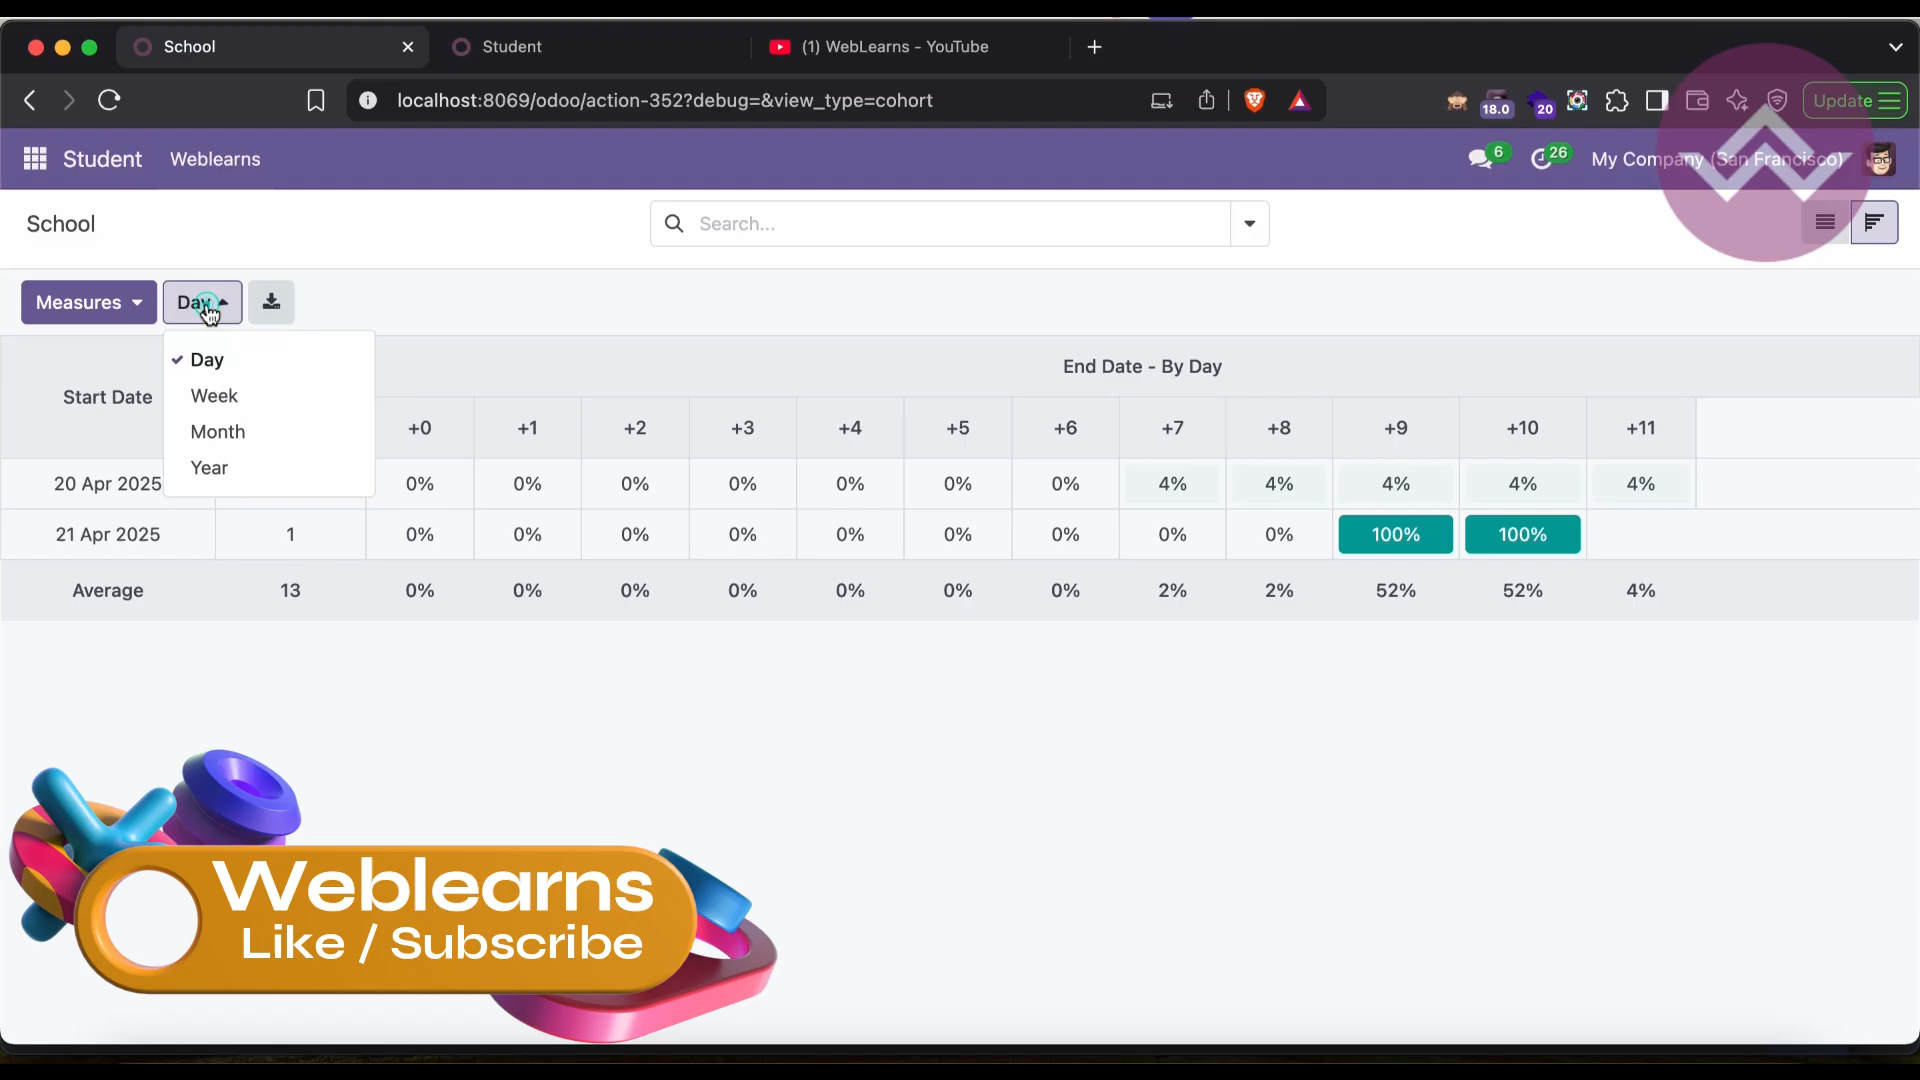 School
Student
(1) WebLearns - YouTube
localhost:8069/odoo/action-352?debug=&view_type=cohort
18.0
20
Update
Student
Weblearns
6
26
My Company (San Francisco)
School
Search...
Measures
Day
Day
Week
Month
Year
Start Date
End Date - By Day
+0 +1 +2 +3 +4 +5 +6 +7 +8 +9 +10 +11
20 Apr 2025 0% 0% 0% 0% 0% 0% 0% 4% 4% 4% 4% 4%
21 Apr 2025 1 0% 0% 0% 0% 0% 0% 0% 0% 0% 100% 100%
Average 13 0% 0% 0% 0% 0% 0% 0% 2% 2% 52% 52% 4%
Weblearns
Like / Subscribe